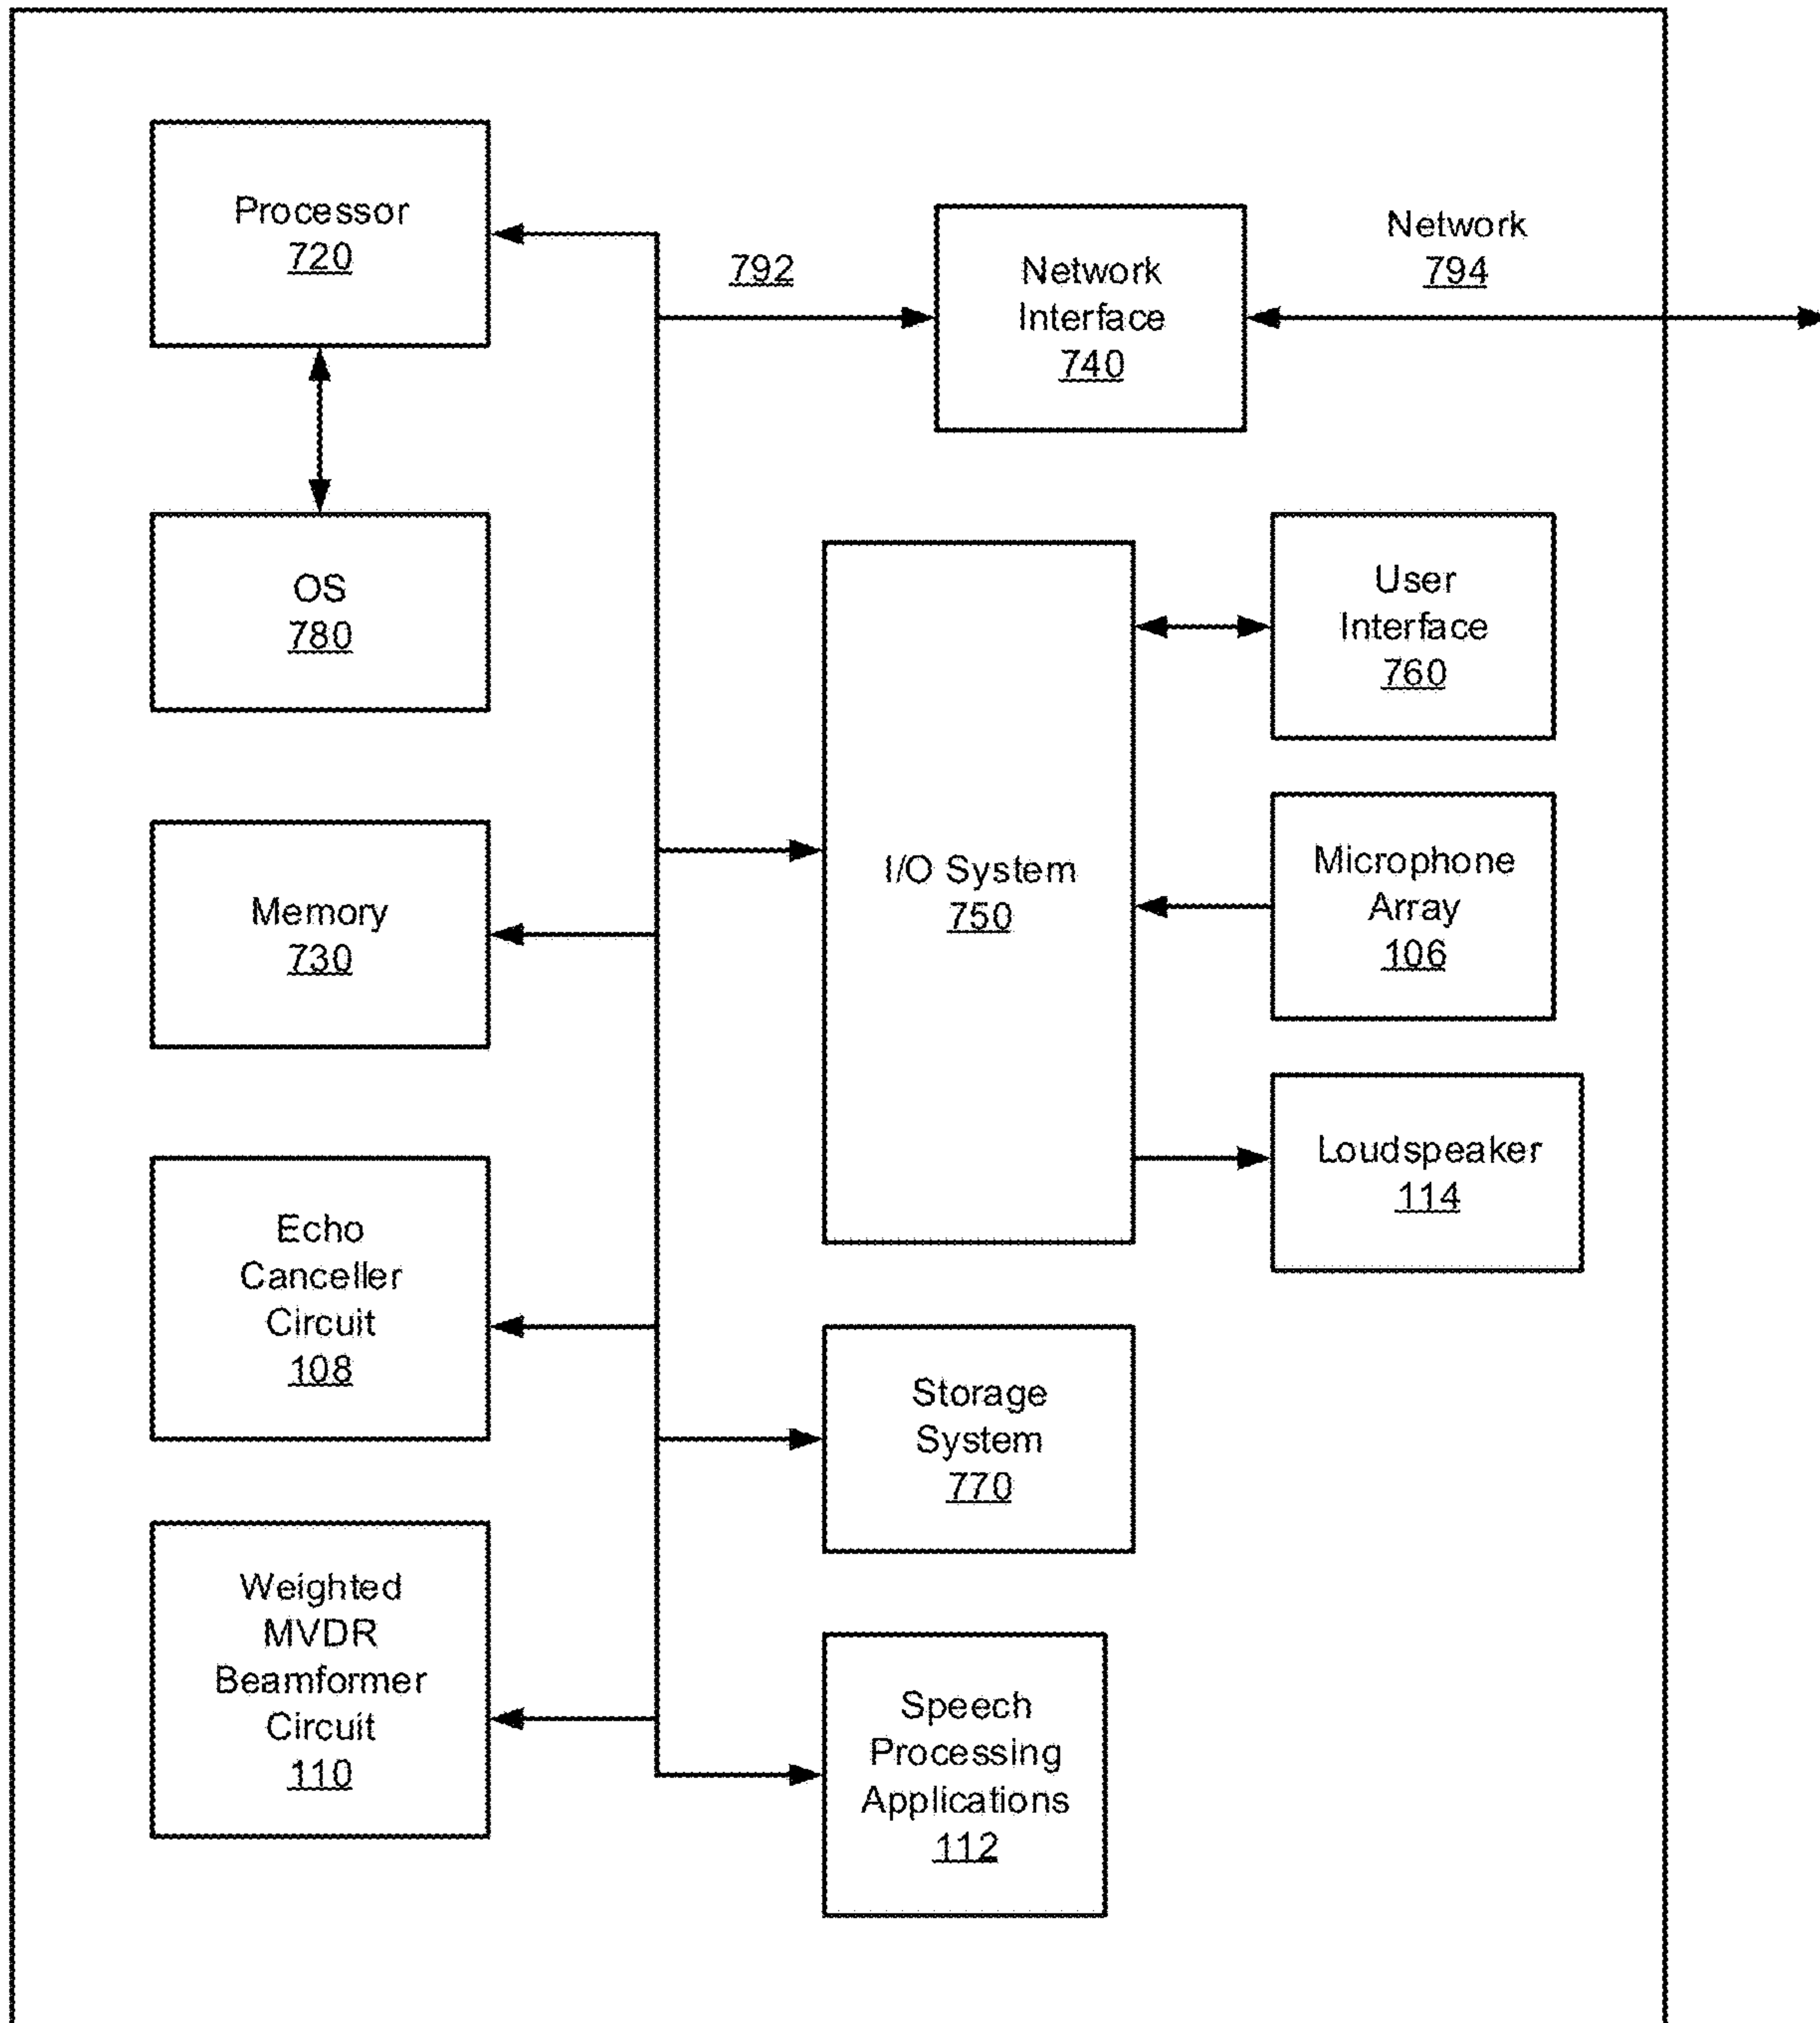 Processor
720
792
Network
Interface
740
Network
794
OS
780
User
Interface
760
I/O System
750
Memory
730
Microphone
Array
106
Loudspeaker
114
Echo
Canceller
Circuit
108
Storage
System
770
Weighted
MVDR
Beamformer
Circuit
110
Speech
Processing
Applications
112